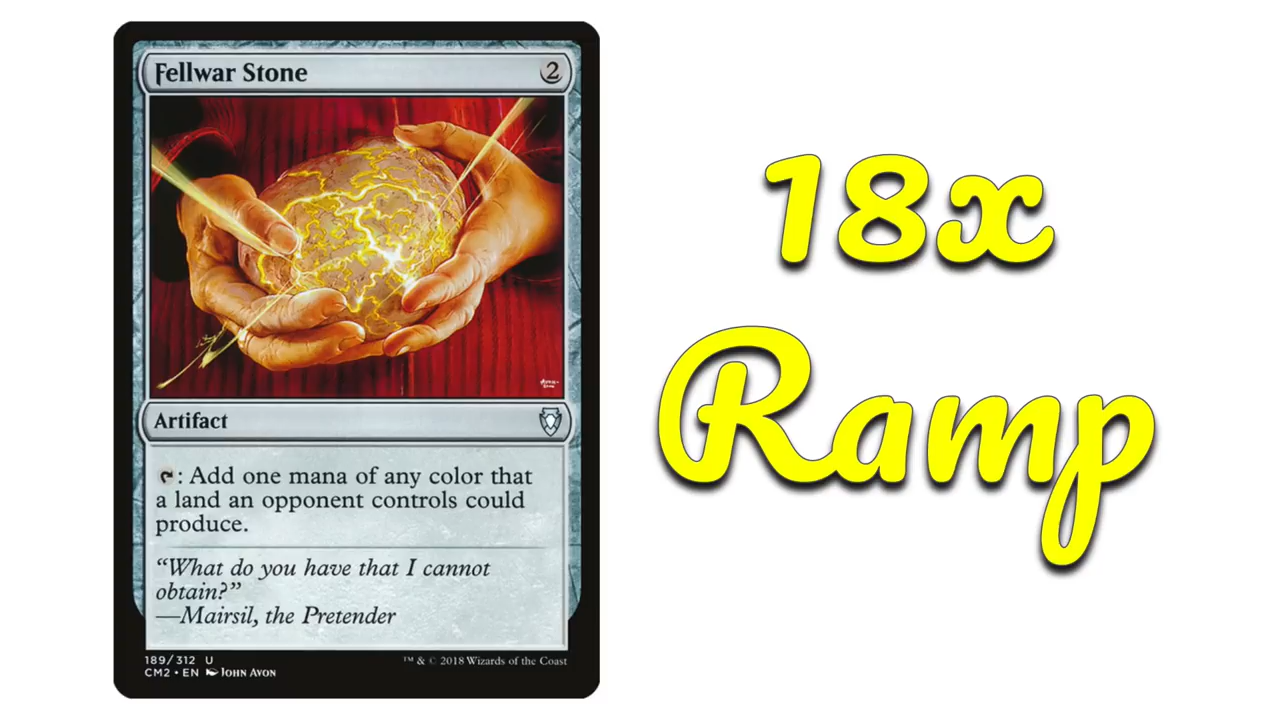 Fellwar Stone 2
Artifact
: Add one mana of any color that
a land an opponent controls could
produce.
“What do you have that I cannot
obtain?”
—Mairsil, the Pretender
189/312 U
CM2 • EN John Avon
™ & © 2018 Wizards of the Coast
18x
Ramp